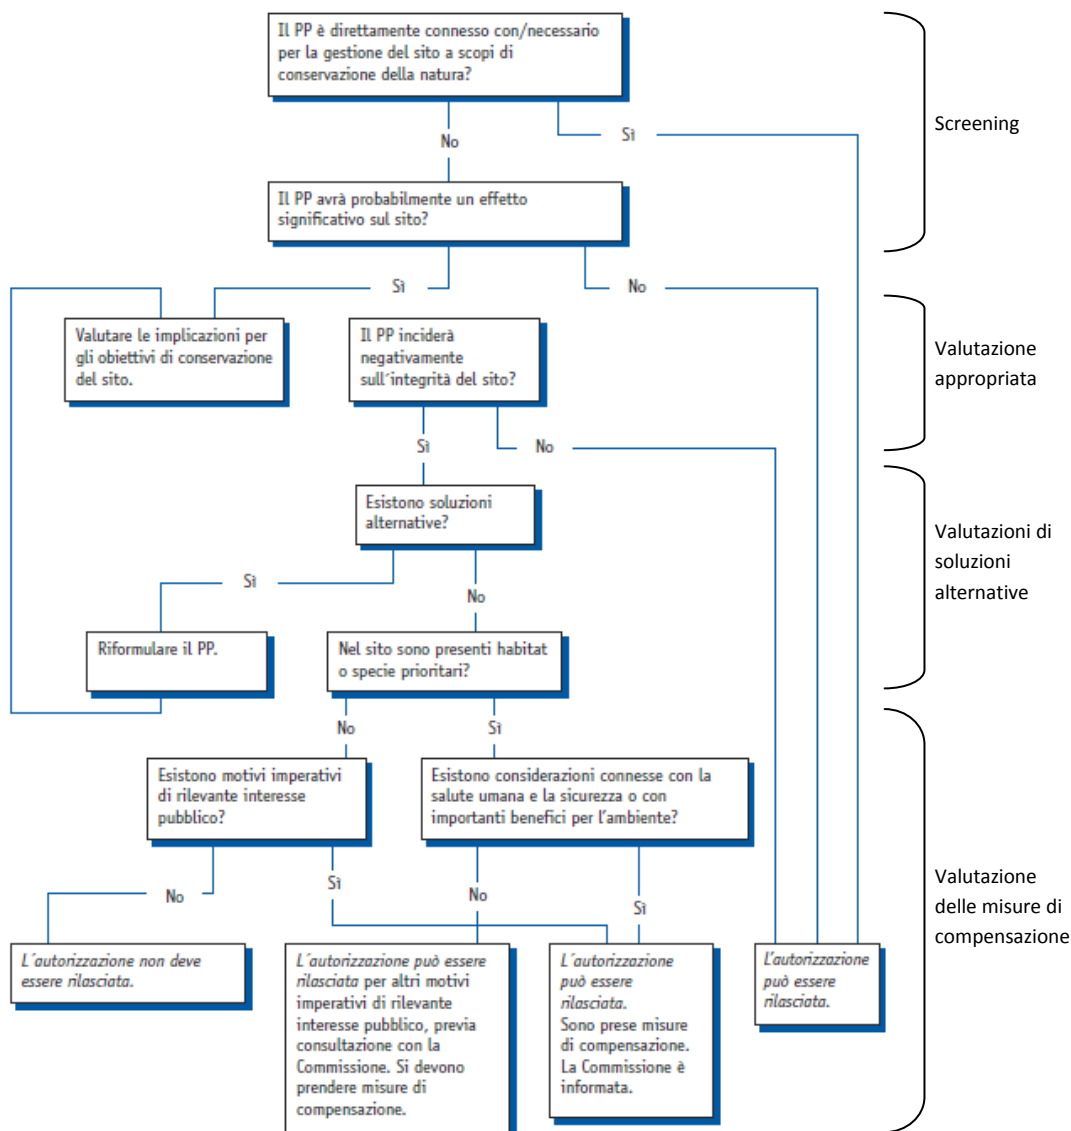 Il PP è direttamente connesso con/necessario
per la gestione del sito a scopi di
conservazione della natura?
Screening
No
Sì
Il PP avrà probabilmente un effetto
significativo sul sito?
Sì
No
Valutare le implicazioni per
gli obiettivi di conservazione
del sito.
Il PP inciderà
negativamente
sull´integrità del sito?
Valutazione
appropriata
Sì
No
Esistono soluzioni
alternative?
Valutazioni di
soluzioni
alternative
Sì
No
Riformulare il PP.
Nel sito sono presenti habitat
o specie prioritari?
No
Sì
Esistono motivi imperativi
di rilevante interesse
pubblico?
Esistono considerazioni connesse con la
salute umana e la sicurezza o con
importanti benefici per l'ambiente?
No
Sì
No
Sì
Valutazione
delle misure di
compensazione
L´autorizzazione non deve
essere rilasciata.
L´autorizzazione può essere
rilasciata per altri motivi
imperativi di rilevante
interesse pubblico, previa
consultazione con la
Commissione. Si devono
prendere misure di
compensazione.
L´autorizzazione
può essere
rilasciata.
Sono prese misure
di compensazione.
La Commissione è
informata.
L'autorizzazione
può essere
rilasciata.